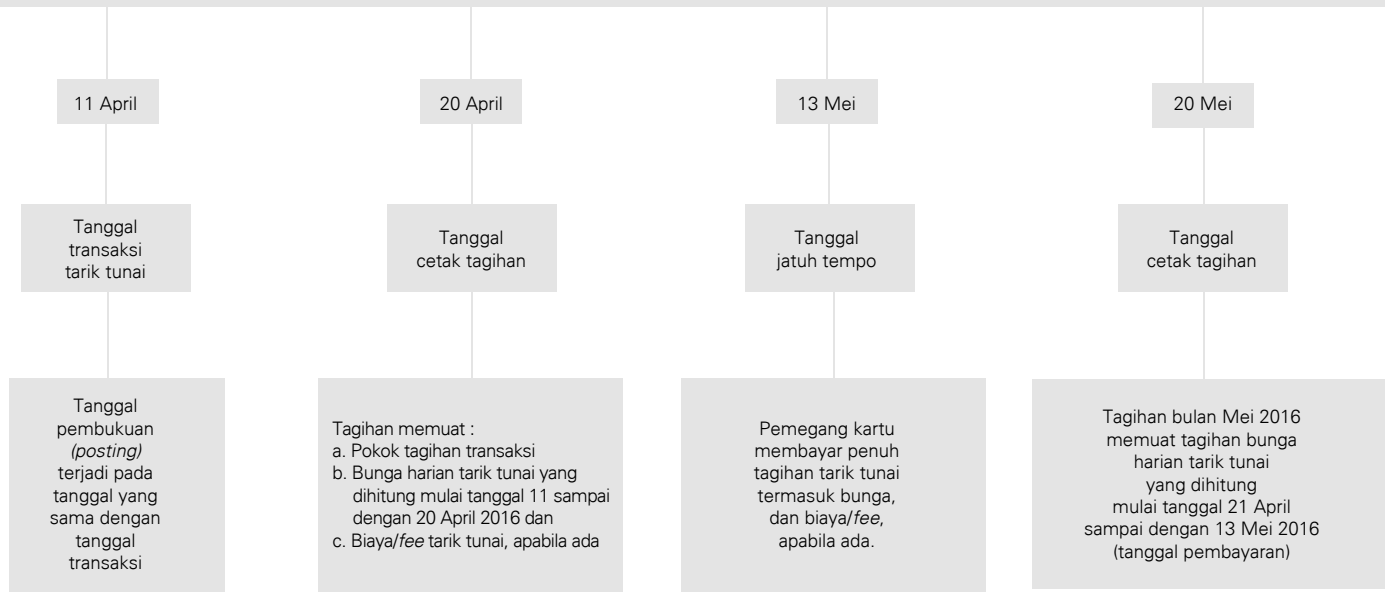 11 April
Tanggal
transaksi
tarik tunai
Tanggal
pembukuan
(posting)
terjadi pada
tanggal yang
sama dengan
tanggal
transaksi
20 April
Tanggal
cetak tagihan
Tagihan memuat :
a. Pokok tagihan transaksi
b. Bunga harian tarik tunai yang
dihitung mulai tanggal 11 sampai
dengan 20 April 2016 dan
c. Biaya/fee tarik tunai, apabila ada
13 Mei
Tanggal
jatuh tempo
Pemegang kartu
membayar penuh
tagihan tarik tunai
termasuk bunga,
dan biaya/fee,
apabila ada.
20 Mei
Tanggal
cetak tagihan
Tagihan bulan Mei 2016
memuat tagihan bunga
harian tarik tunai
yang dihitung
mulai tanggal 21 April
sampai dengan 13 Mei 2016
(tanggal pembayaran)